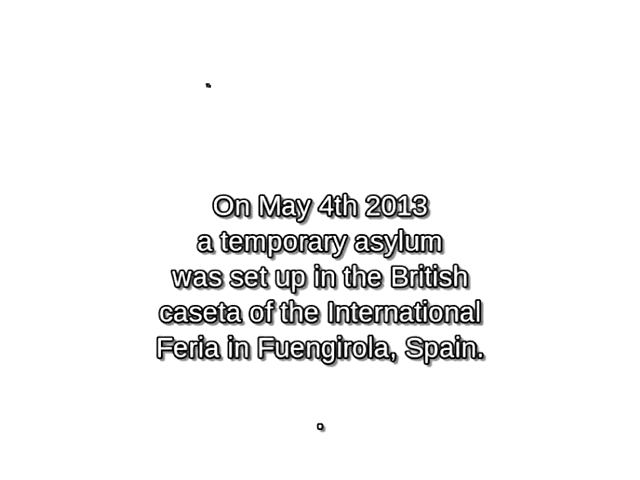 On May 4th 2013
a temporary asylum
was set up in the British
caseta of the International
Feria in Fuengirola, Spain.